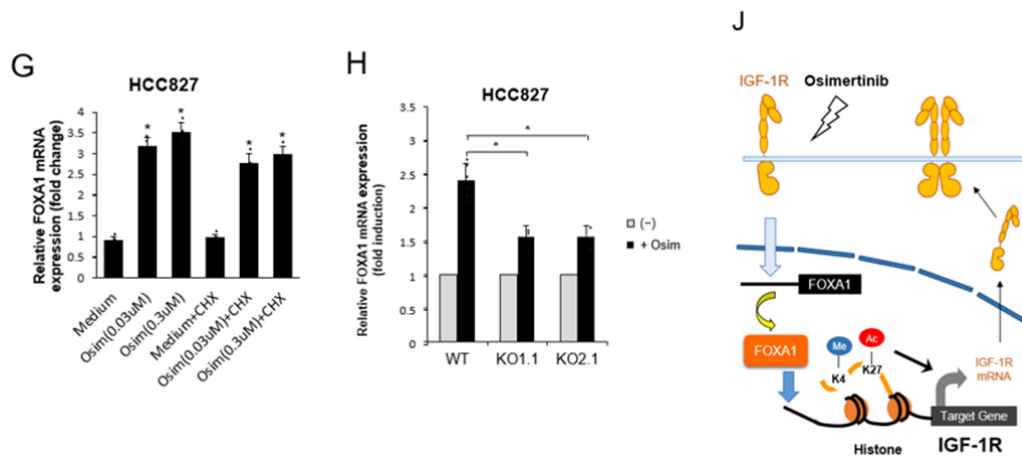 G
HCC827
Relative FOXA1 mRNA
expression (fold change)
4
3.5
3
2.5
2
1.5
1
0.5
0
*
*
*
*
Medium
Osim(0.03uM)
Osim(0.3uM)
Medium+CHX
Osim(0.03uM)+CHX
Osim(0.3uM)+CHX
H
HCC827
Relative FOXA1 mRNA expression
(fold induction)
3.5
3
2.5
2
1.5
1
0.5
0
*
*
WT
KO1.1
KO2.1
(−)
+ Osim
J
IGF-1R
Osimertinib
FOXA1
FOXA1
Me
Ac
K4
K27
IGF-1R
mRNA
Target Gene
Histone
IGF-1R